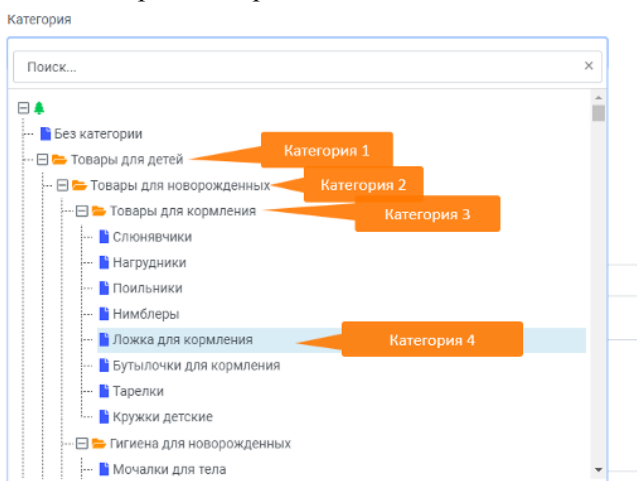 Категория
Поиск...
Без категории
Товары для детей
Категория 1
Товары для новорожденных
Категория 2
Товары для кормления
Категория 3
Слюнявчики
Нагрудники
Поильники
Нимблеры
Ложка для кормления
Категория 4
Бутылочки для кормления
Тарелки
Кружки детские
Гигиена для новорожденных
Мочалки для тела